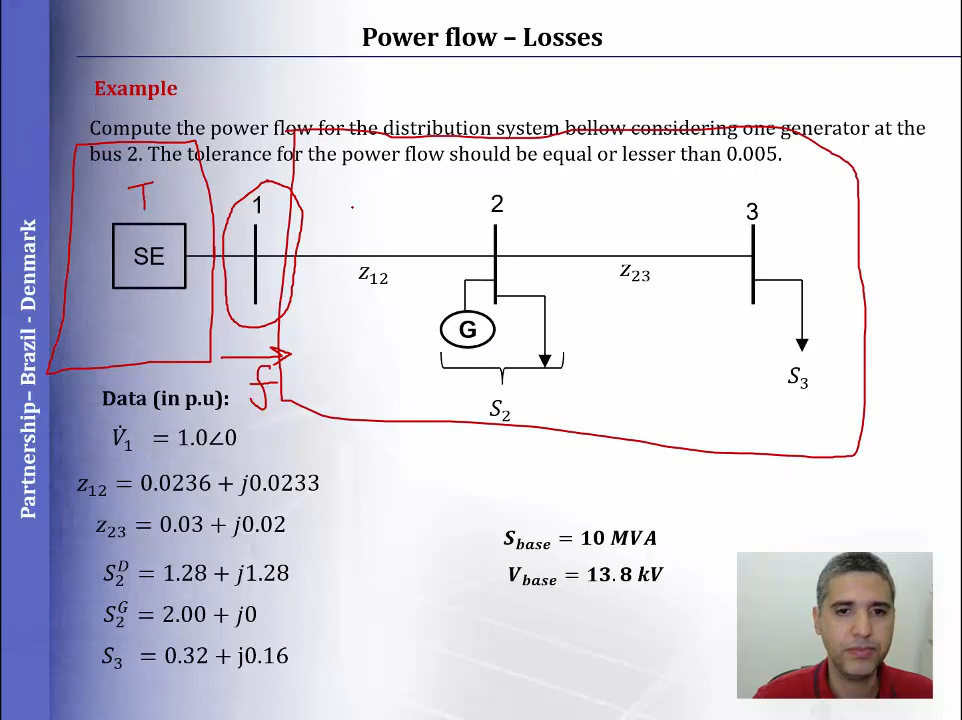 Power flow – Losses
Example
Compute the power flow for the distribution system bellow considering one generator at the
bus 2. The tolerance for the power flow should be equal or lesser than 0.005.
T
1
2
3
SE
z12
z23
G
S2
S3
f
Data (in p.u):
V̇1 = 1.0∠0
z12 = 0.0236 + j0.0233
z23 = 0.03 + j0.02
S2^D = 1.28 + j1.28
S2^G = 2.00 + j0
S3 = 0.32 + j0.16
Sbase = 10 MVA
Vbase = 13.8 kV
Partnership– Brazil - Denmark